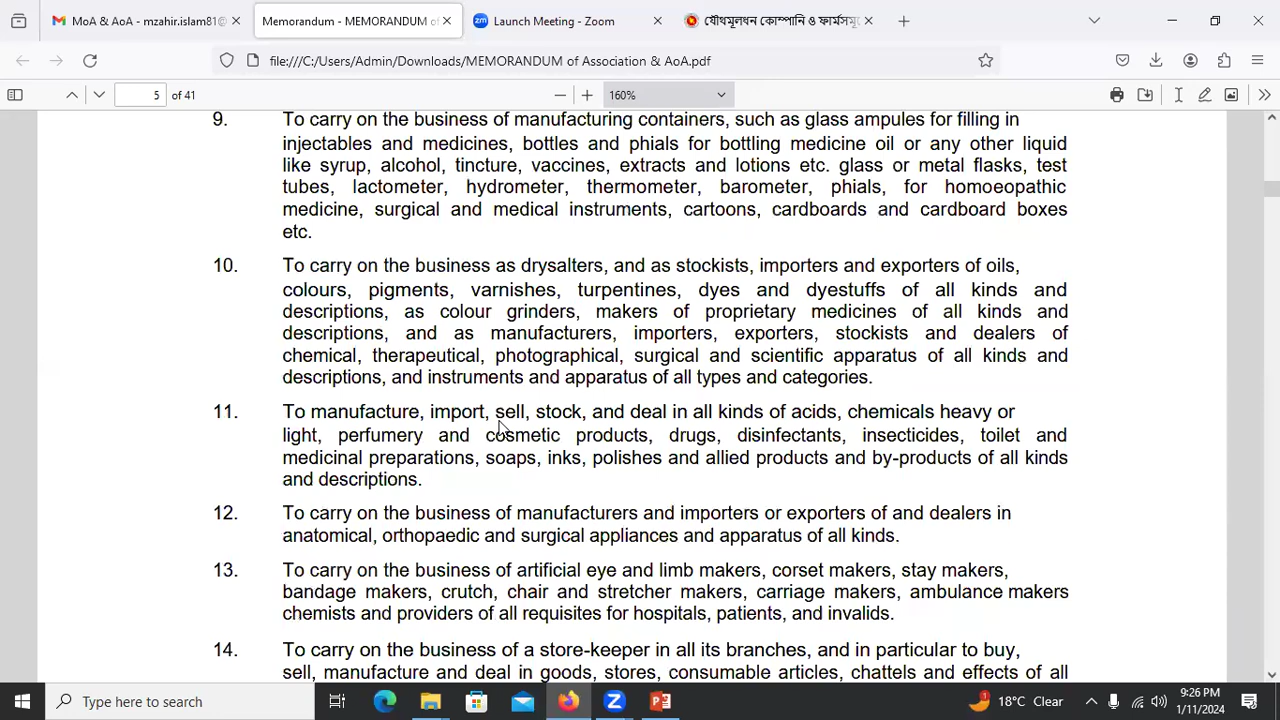 MoA & AoA - mzahir.islam81@
Memorandum - MEMORANDUM of
Launch Meeting - Zoom
যৌথমূলধন কোম্পানি ও ফার্মসমূ
file:///C:/Users/Admin/Downloads/MEMORANDUM of Association & AoA.pdf
5 of 41
160%
9. To carry on the business of manufacturing containers, such as glass ampules for filling in
injectables and medicines, bottles and phials for bottling medicine oil or any other liquid
like syrup, alcohol, tincture, vaccines, extracts and lotions etc. glass or metal flasks, test
tubes, lactometer, hydrometer, thermometer, barometer, phials, for homoeopathic
medicine, surgical and medical instruments, cartoons, cardboards and cardboard boxes
etc.
10. To carry on the business as drysalters, and as stockists, importers and exporters of oils,
colours, pigments, varnishes, turpentines, dyes and dyestuffs of all kinds and
descriptions, as colour grinders, makers of proprietary medicines of all kinds and
descriptions, and as manufacturers, importers, exporters, stockists and dealers of
chemical, therapeutical, photographical, surgical and scientific apparatus of all kinds and
descriptions, and instruments and apparatus of all types and categories.
11. To manufacture, import, sell, stock, and deal in all kinds of acids, chemicals heavy or
light, perfumery and cosmetic products, drugs, disinfectants, insecticides, toilet and
medicinal preparations, soaps, inks, polishes and allied products and by-products of all kinds
and descriptions.
12. To carry on the business of manufacturers and importers or exporters of and dealers in
anatomical, orthopaedic and surgical appliances and apparatus of all kinds.
13. To carry on the business of artificial eye and limb makers, corset makers, stay makers,
bandage makers, crutch, chair and stretcher makers, carriage makers, ambulance makers
chemists and providers of all requisites for hospitals, patients, and invalids.
14. To carry on the business of a store-keeper in all its branches, and in particular to buy,
sell, manufacture and deal in goods, stores, consumable articles, chattels and effects of all
Type here to search
1
18°C Clear
9:26 PM
1/11/2024